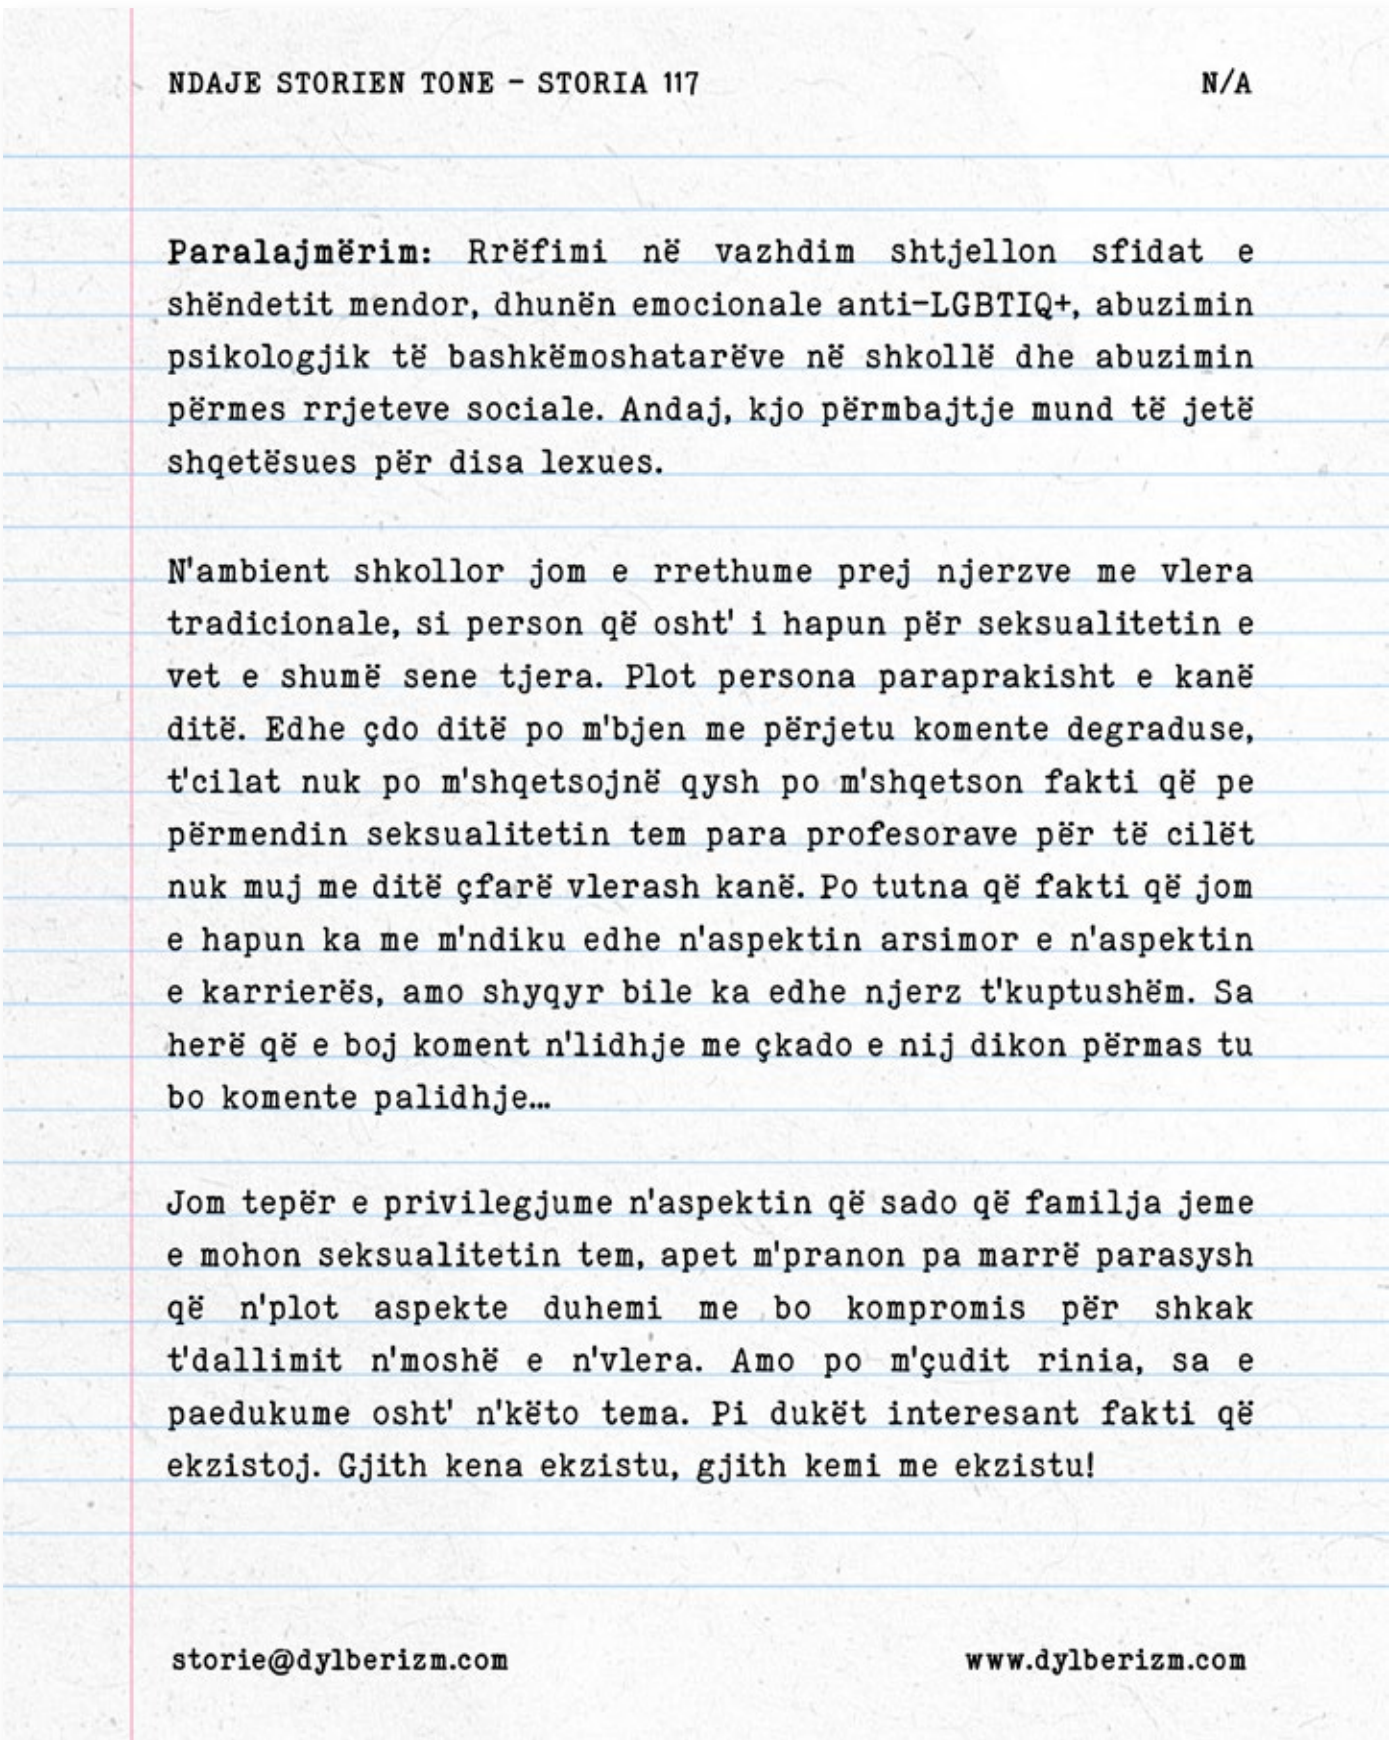 NDAJE STORIEN TONE - STORIA 117 N/A
Paralajmërim: Rrëfimi në vazhdim shtjellon sfidat e
shëndetit mendor, dhunën emocionale anti-LGBTIQ+, abuzimin
psikologjik të bashkëmoshatarëve në shkollë dhe abuzimin
përmes rrjeteve sociale. Andaj, kjo përmbajtje mund të jetë
shqetësues për disa lexues.
N'ambient shkollor jom e rrethume prej njerzve me vlera
tradicionale, si person që osht' i hapun për seksualitetin e
vet e shumë sene tjera. Plot persona paraprakisht e kanë
ditë. Edhe çdo ditë po m'bjen me përjetu komente degraduse,
t'cilat nuk po m'shqetsojnë qysh po m'shqetson fakti që pe
përmendin seksualitetin tem para profesorave për të cilët
nuk muj me ditë çfarë vlerash kanë. Po tutna që fakti që jom
e hapun ka me m'ndiku edhe n'aspektin arsimor e n'aspektin
e karrierës, amo shyqyr bile ka edhe njerz t'kuptushëm. Sa
herë që e boj koment n'lidhje me çkado e nij dikon përmas tu
bo komente palidhje…
Jom tepër e privilegjume n'aspektin që sado që familja jeme
e mohon seksualitetin tem, apet m'pranon pa marrë parasysh
që n'plot aspekte duhemi me bo kompromis për shkak
t'dallimit n'moshë e n'vlera. Amo po m'çudit rinia, sa e
paedukume osht' n'këto tema. Pi dukët interesant fakti që
ekzistoj. Gjith kena ekzistu, gjith kemi me ekzistu!
storie@dylberizm.com www.dylberizm.com